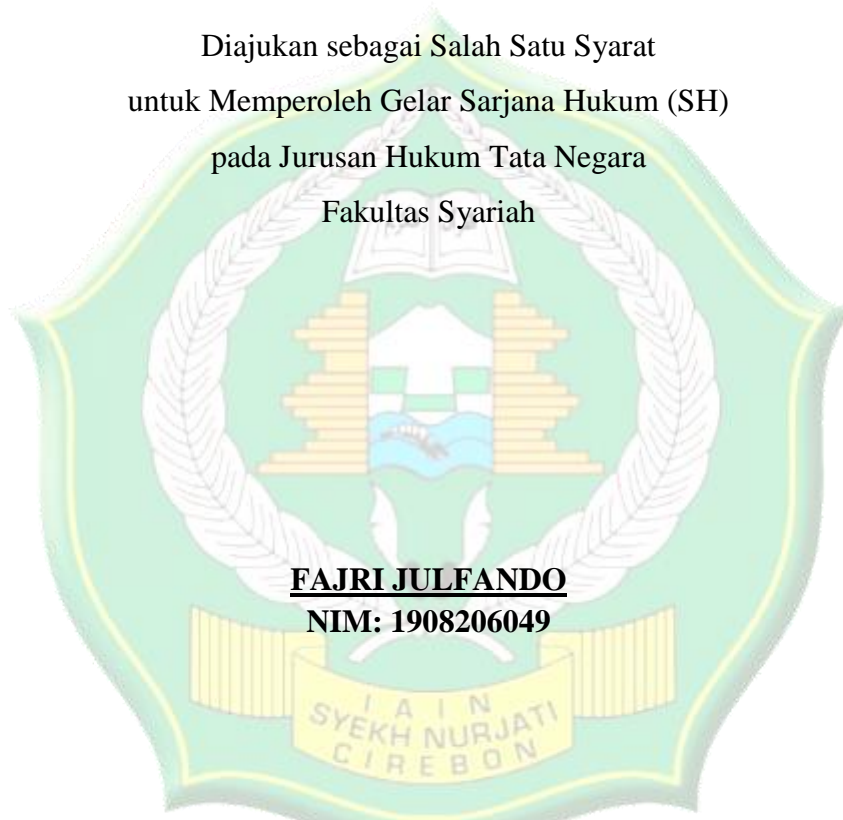 Diajukan sebagai Salah Satu Syarat
untuk Memperoleh Gelar Sarjana Hukum (SH)
pada Jurusan Hukum Tata Negara
Fakultas Syariah
FAJRI JULFANDO
NIM: 1908206049
IAIN
SYEKH NURJATI
CIREBON